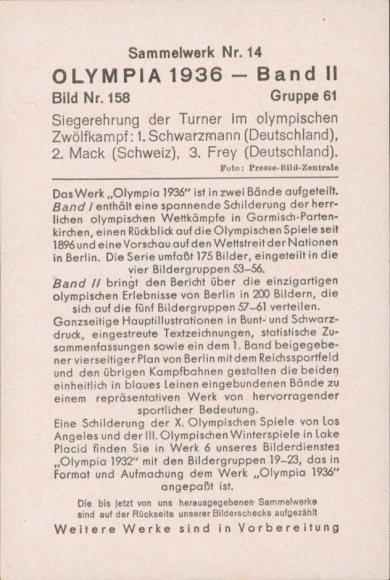 Sammelwerk Nr. 14
OLYMPIA 1936 — Band II
Bild Nr. 158 Gruppe 61
Siegerehrung der Turner im olympischen
Zwölfkampf: 1. Schwarzmann (Deutschland),
2. Mack (Schweiz), 3. Frey (Deutschland).
Foto: Presse-Bild-Zentrale
Das Werk „Olympia 1936" ist in zwei Bände aufgeteilt.
Band I enthält eine spannende Schilderung der herr-
lichen olympischen Wettkämpfe in Garmisch-Parten-
kirchen, einen Rückblick auf die Olympischen Spiele seit
1896 und eine Vorschau auf den Wettstreit der Nationen
in Berlin. Die Serie umfaßt 175 Bilder, eingeteilt in die
vier Bildergruppen 53–56.
Band II bringt den Bericht über die einzigartigen
olympischen Erlebnisse von Berlin in 200 Bildern, die
sich auf die fünf Bildergruppen 57–61 verteilen.
Ganzseitige Hauptillustrationen in Bunt- und Schwarz-
druck, eingestreute Textzeichnungen, statistische Zu-
sammenfassungen sowie ein dem 1. Band beigegebe-
ner vierseitiger Plan von Berlin mit dem Reichssportfeld
und den übrigen Kampfbahnen gestalten die beiden
einheitlich in blaues Leinen eingebundenen Bände zu
einem repräsentativen Werk von hervorragender
sportlicher Bedeutung.
Eine Schilderung der X. Olympischen Spiele von Los
Angeles und der III. Olympischen Winterspiele in Lake
Placid finden Sie in Werk 6 unseres Bilderdienstes
„Olympia 1932" mit den Bildergruppen 19–23, das in
Format und Aufmachung dem Werk „Olympia 1936"
angepaßt ist.
Die bis jetzt von uns herausgegebenen Sammelwerke
sind auf der Rückseite unserer Bilderschecks aufgezählt
Weitere Werke sind in Vorbereitung